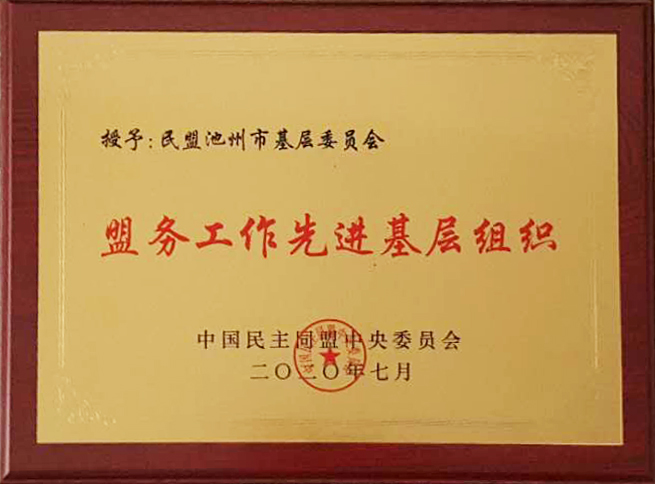 授予：民盟池州市基层委员会
盟务工作先进基层组织
中国民主同盟中央委员会
二〇二〇年七月